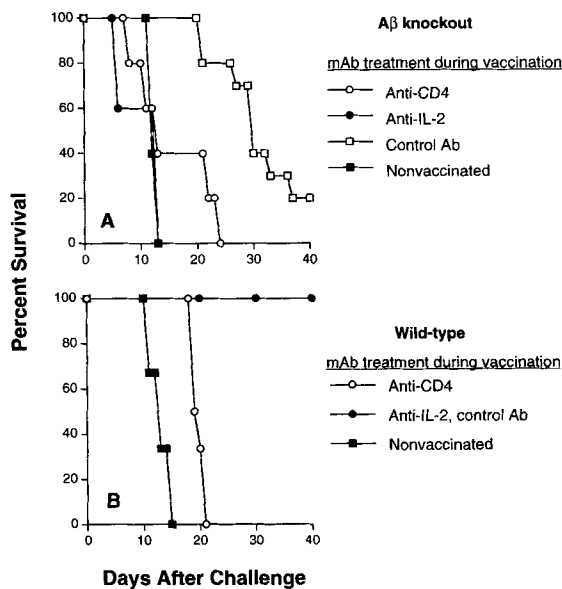 Percent Survival
100
80
60
40
20
0
A
0
10
20
30
40
Aβ knockout
mAb treatment during vaccination
Anti-CD4
Anti-IL-2
Control Ab
Nonvaccinated
100
80
60
40
20
0
B
0
10
20
30
40
Wild-type
mAb treatment during vaccination
Anti-CD4
Anti-IL-2, control Ab
Nonvaccinated
Days After Challenge